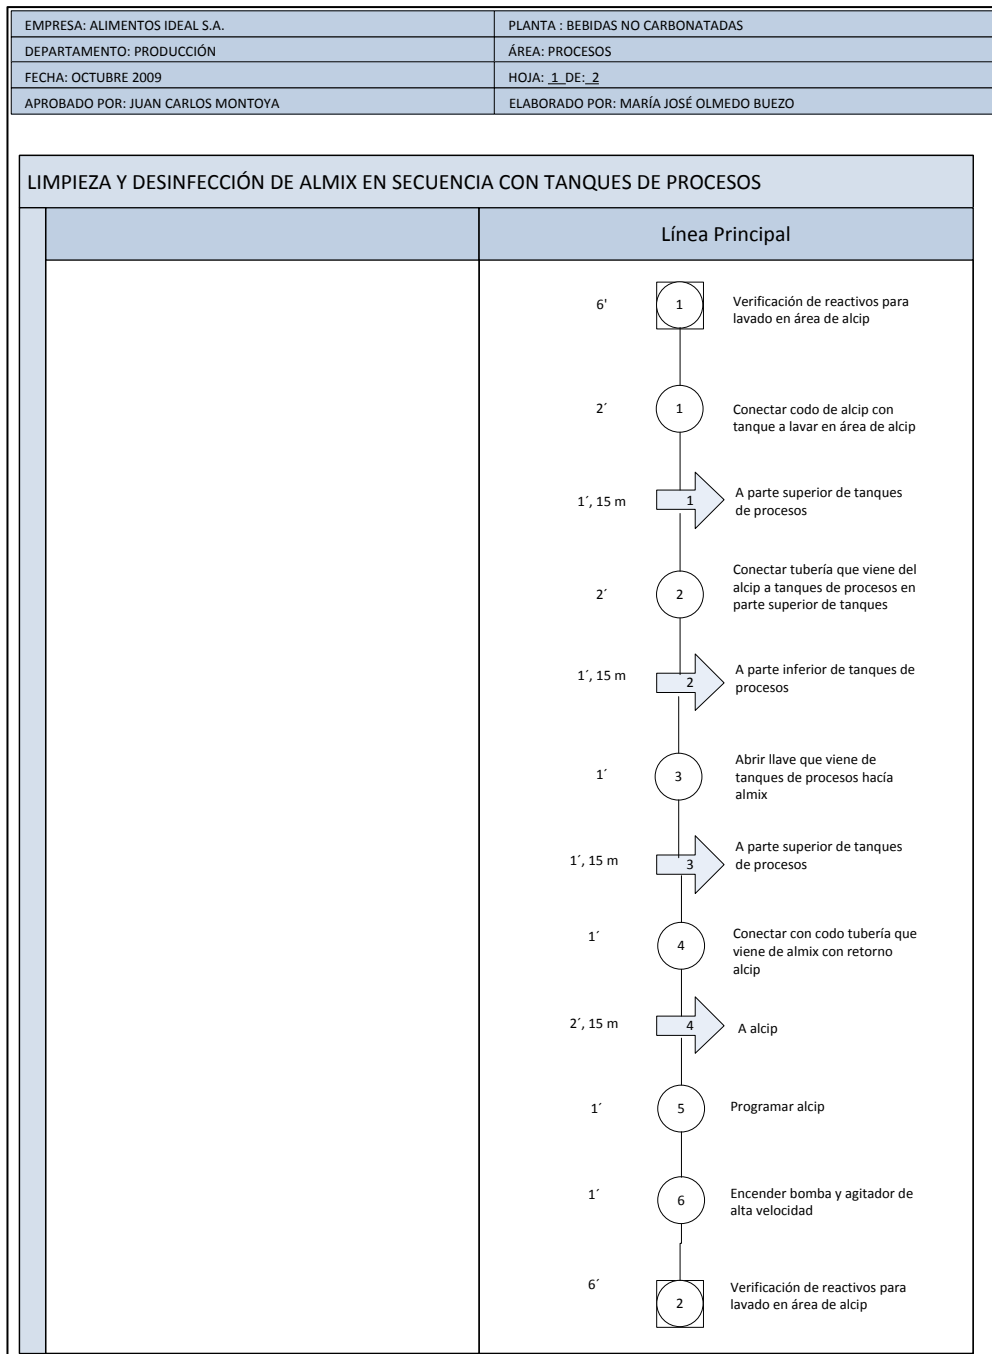 EMPRESA: ALIMENTOS IDEAL S.A.
PLANTA : BEBIDAS NO CARBONATADAS
DEPARTAMENTO: PRODUCCIÓN
ÁREA: PROCESOS
FECHA: OCTUBRE 2009
HOJA: 1 DE: 2
APROBADO POR: JUAN CARLOS MONTOYA
ELABORADO POR: MARÍA JOSÉ OLMEDO BUEZO
LIMPIEZA Y DESINFECCIÓN DE ALMIX EN SECUENCIA CON TANQUES DE PROCESOS
Línea Principal
6'
1
Verificación de reactivos para
lavado en área de alcip
2´
1
Conectar codo de alcip con
tanque a lavar en área de alcip
1´, 15 m
1
A parte superior de tanques
de procesos
2´
2
Conectar tubería que viene del
alcip a tanques de procesos en
parte superior de tanques
1´, 15 m
2
A parte inferior de tanques de
procesos
1´
3
Abrir llave que viene de
tanques de procesos hacía
almix
1´, 15 m
3
A parte superior de tanques
de procesos
1´
4
Conectar con codo tubería que
viene de almix con retorno
alcip
2´, 15 m
4
A alcip
1´
5
Programar alcip
1´
6
Encender bomba y agitador de
alta velocidad
6´
2
Verificación de reactivos para
lavado en área de alcip